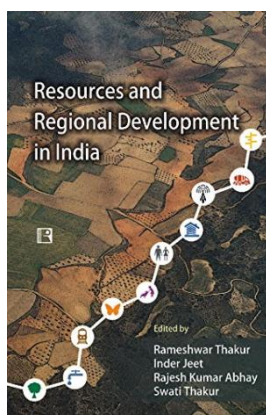 Resources and
Regional Development
in India
Edited by
Rameshwar Thakur
Inder Jeet
Rajesh Kumar Abhay
Swati Thakur